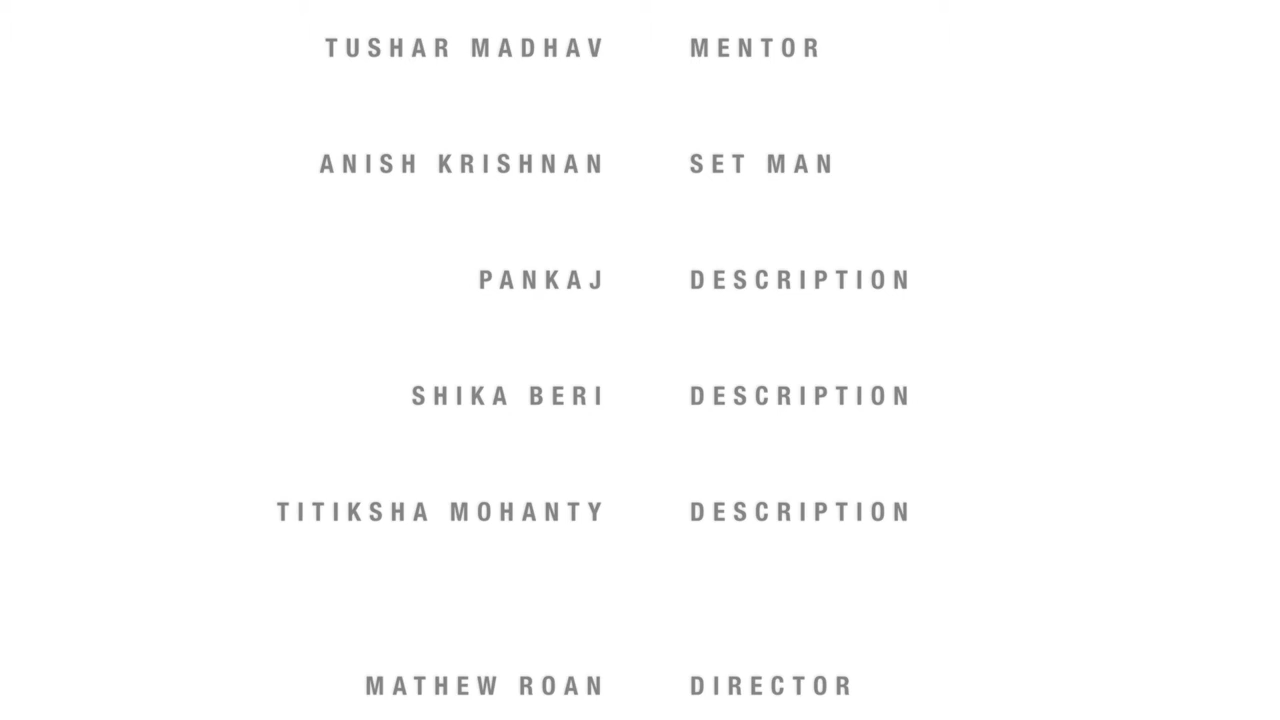 TUSHAR MADHAV MENTOR
ANISH KRISHNAN SET MAN
PANKAJ DESCRIPTION
SHIKA BERI DESCRIPTION
TITIKSHA MOHANTY DESCRIPTION
MATHEW ROAN DIRECTOR